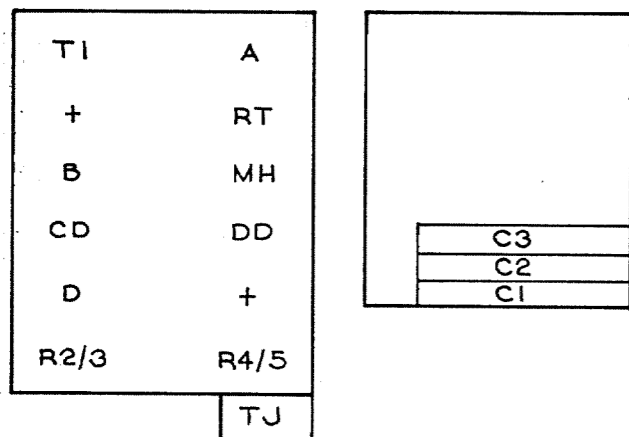 T1 A
+ RT
B MH
CD DD
D +
R2/3 R4/5
TJ
C3
C2
C1